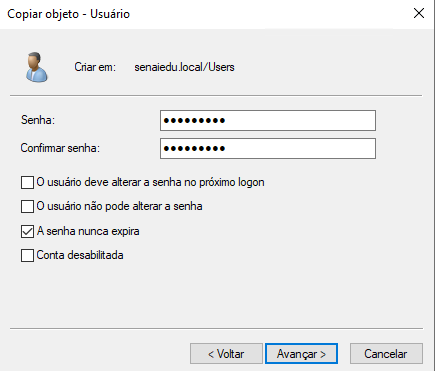 Copiar objeto - Usuário
Criar em: senaiedu.local/Users
Senha: ●●●●●●●●●
Confirmar senha: ●●●●●●●●●
O usuário deve alterar a senha no próximo logon
O usuário não pode alterar a senha
A senha nunca expira
Conta desabilitada
< Voltar Avançar > Cancelar